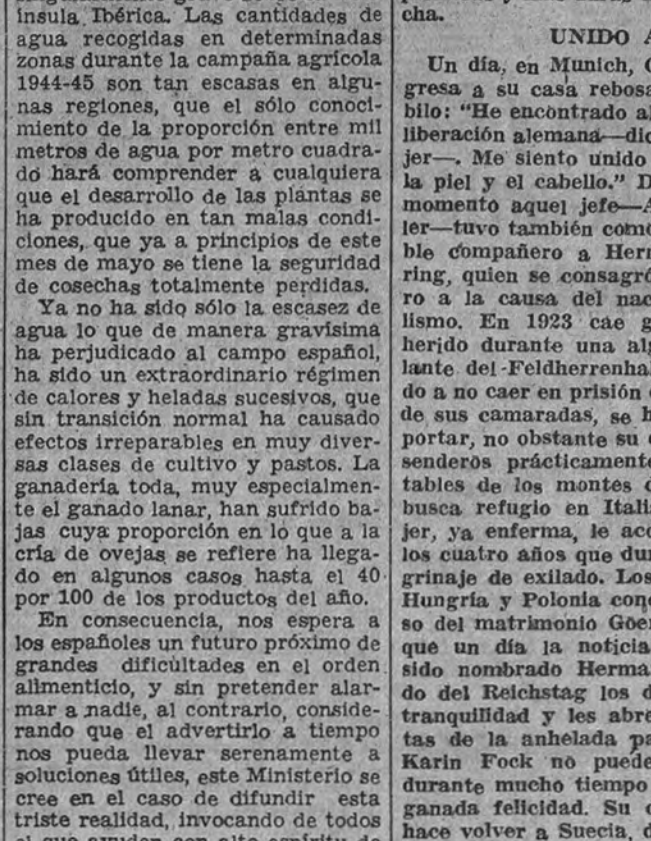 ínsula Ibérica. Las cantidades de
agua recogidas en determinadas
zonas durante la campaña agrícola
1944-45 son tan escasas en algu-
nas regiones, que el sólo conoci-
miento de la proporción entre mil
metros de agua por metro cuadra-
do hará comprender a cualquiera
que el desarrollo de las plantas se
ha producido en tan malas condi-
ciones, que ya a principios de este
mes de mayo se tiene la seguridad
de cosechas totalmente perdidas.
Ya no ha sido sólo la escasez de
agua lo que de manera gravísima
ha perjudicado al campo español,
ha sido un extraordinario régimen
de calores y heladas sucesivos, que
sin transición normal ha causado
efectos irreparables en muy diver-
sas clases de cultivo y pastos. La
ganadería toda, muy especialmen-
te el ganado lanar, han sufrido ba-
jas cuya proporción en lo que a la
cría de ovejas se refiere ha llega-
do en algunos casos hasta el 40
por 100 de los productos del año.
En consecuencia, nos espera a
los españoles un futuro próximo de
grandes dificultades en el orden
alimenticio, y sin pretender alar-
mar a nadie, al contrario, conside-
rando que el advertirlo a tiempo
nos pueda llevar serenamente a
soluciones útiles, este Ministerio se
cree en el caso de difundir esta
triste realidad, invocando de todos
cha.
UNIDO A
Un día, en Munich,
gresa a su casa rebosa
bilo: "He encontrado al
liberación alemana—dic
jer—. Me siento unido
la piel y el cabello." D
momento aquel jefe—A
ler—tuvo también como
ble compañero a Herm
ring, quien se consagró
ro a la causa del nac
lismo. En 1923 cae g
herido durante una alg
lante del Feldherrenha
do a no caer en prisión
de sus camaradas, se h
portar, no obstante su
senderos prácticamente
tables de los montes
busca refugio en Itali
jer, ya enferma, le aco
los cuatro años que dur
grinaje de exilado. Los
Hungría y Polonia cono
so del matrimonio Göer
que un día la noticia
sido nombrado Herma
do del Reichstag los d
tranquilidad y les abre
tas de la anhelada pa
Karin Fock no puede
durante mucho tiempo
ganada felicidad. Su
hace volver a Suecia, d